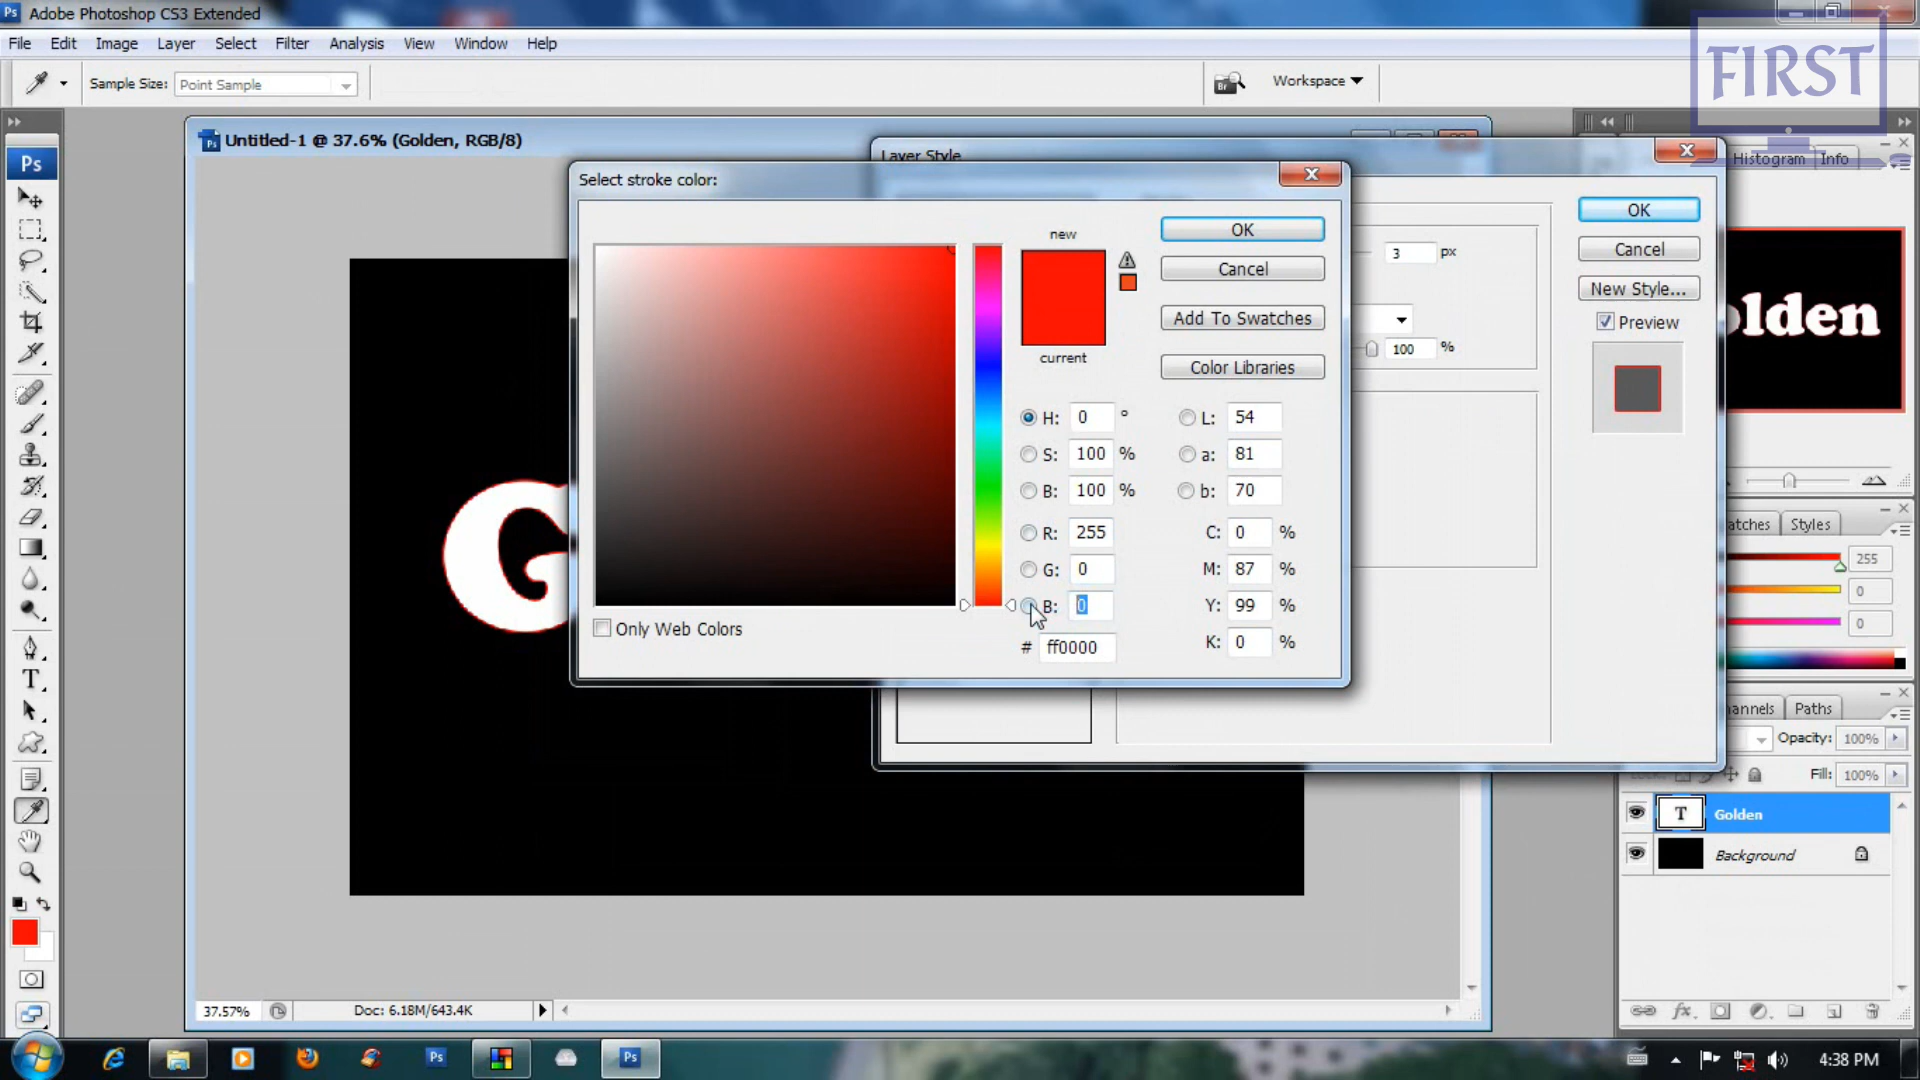 Adobe Photoshop CS3 Extended
File Edit Image Layer Select Filter Analysis View Window Help
FIRST
Sample Size: Point Sample
Br Workspace
Untitled-1 @ 37.6% (Golden, RGB/8)
Layer Style
Histogram Info
Ps
Select stroke color:
new
current
OK
Cancel
Add To Swatches
Color Libraries
H: 0 °
S: 100 %
B: 100 %
R: 255
G: 0
B: 0
# ff0000
L: 54
a: 81
b: 70
C: 0 %
M: 87 %
Y: 99 %
K: 0 %
Only Web Colors
3 px
100 %
OK
Cancel
New Style...
Preview
lden
G
Styles
255
0
0
Paths
Opacity: 100%
Fill: 100%
T Golden
Background
37.57% Doc: 6.18M/643.4K
Ps Ps 4:38 PM